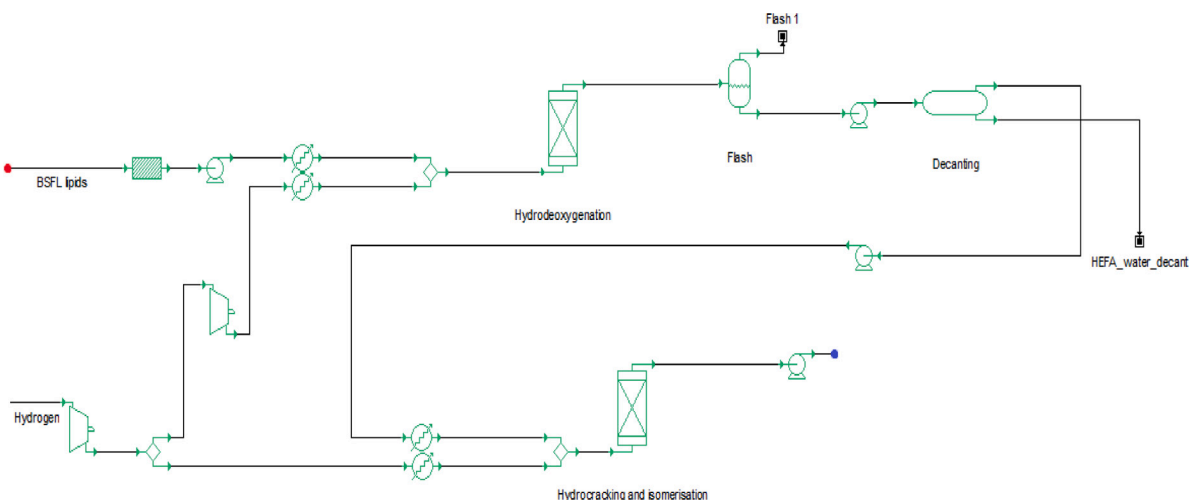 Flash 1
BSFL lipids
Flash
Decanting
Hydrodeoxygenation
HEFA_water_decant
Hydrogen
Hydrocracking and isomerisation